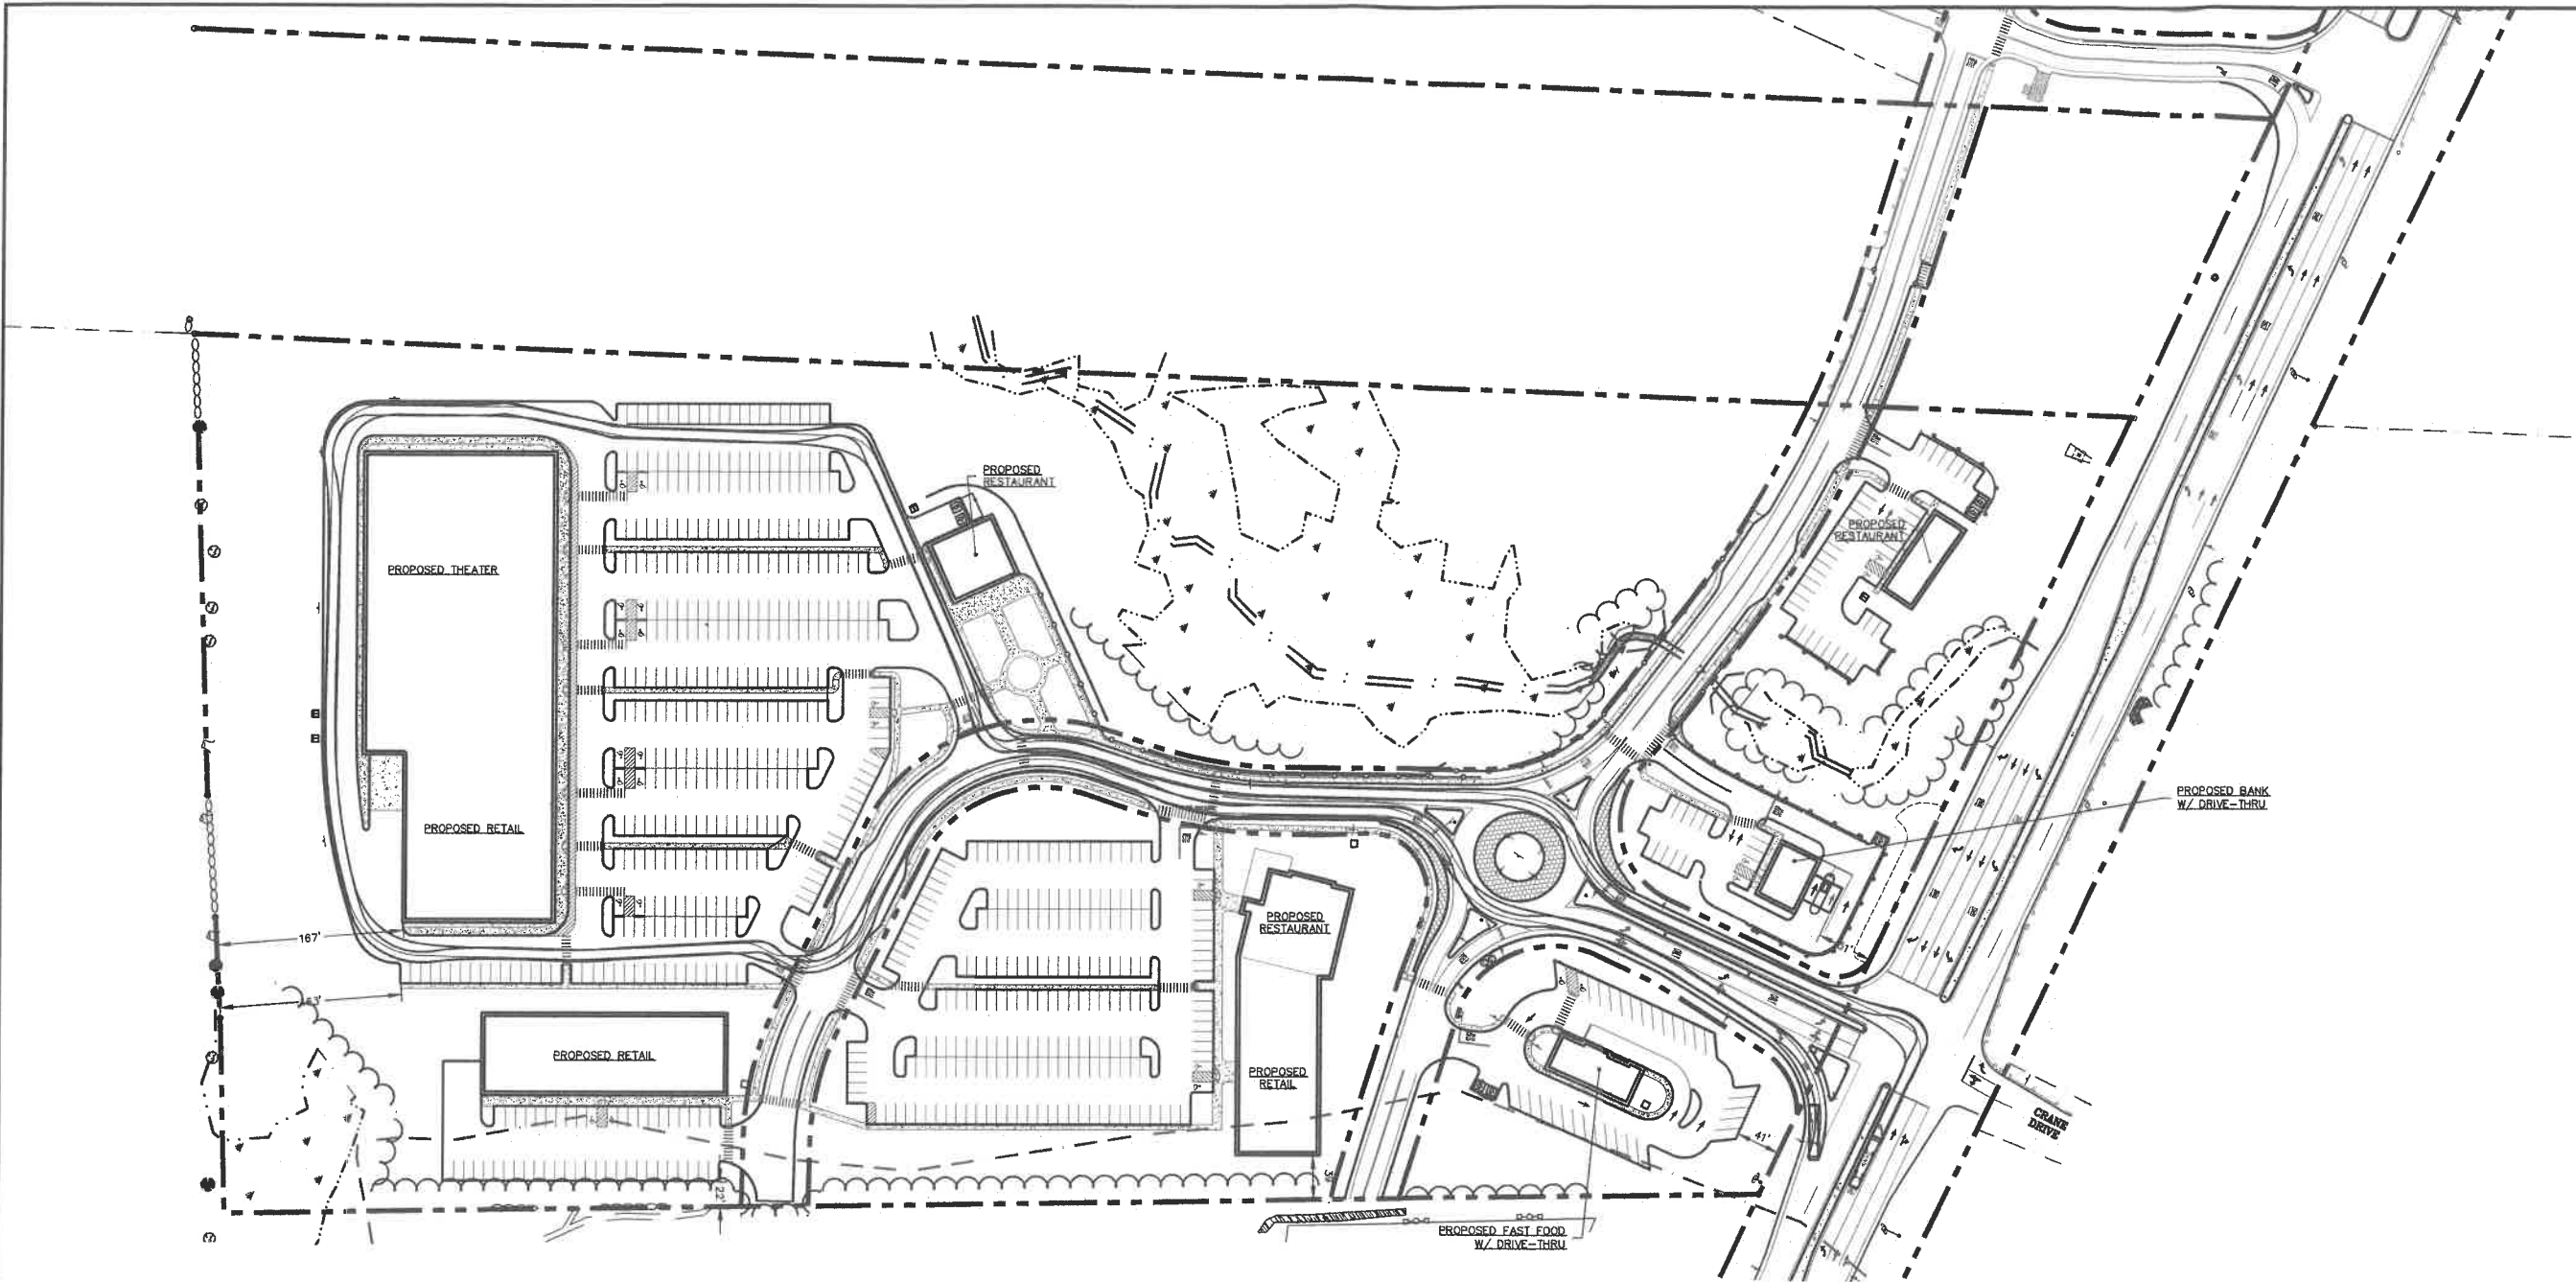 PROPOSED
RESTAURANT
PROPOSED
RESTAURANT
PROPOSED THEATER
PROPOSED BANK
W/ DRIVE-THRU
PROPOSED RETAIL
PROPOSED
RESTAURANT
167'
PROPOSED RETAIL
PROPOSED
RETAIL
CRANE
DRIVE
41'
22'
PROPOSED FAST FOOD
W/ DRIVE-THRU